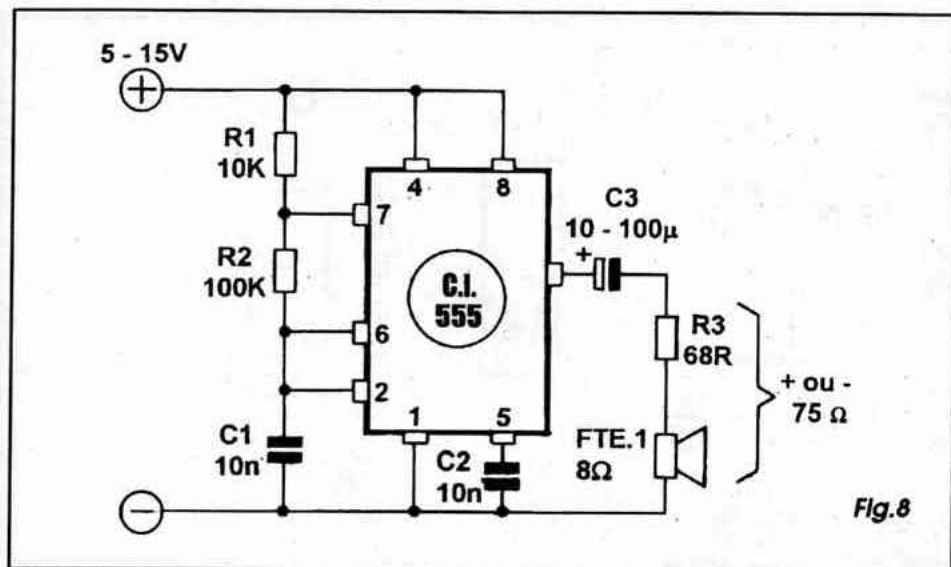 5 - 15V
+
R1
10K
4
8
7
C3
10 - 100µ
+
R2
100K
C.I.
555
R3
68R
6
+ ou -
75 Ω
2
1
5
FTE.1
8Ω
C1
10n
C2
10n
−
Fig.8